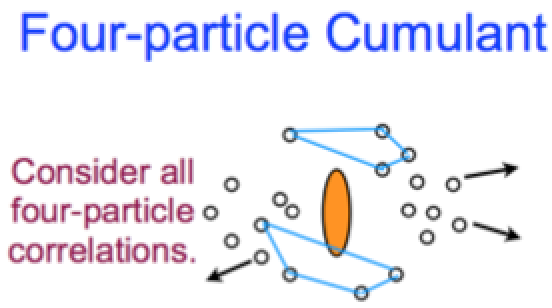 Four-particle Cumulant
Consider all
four-particle
correlations.